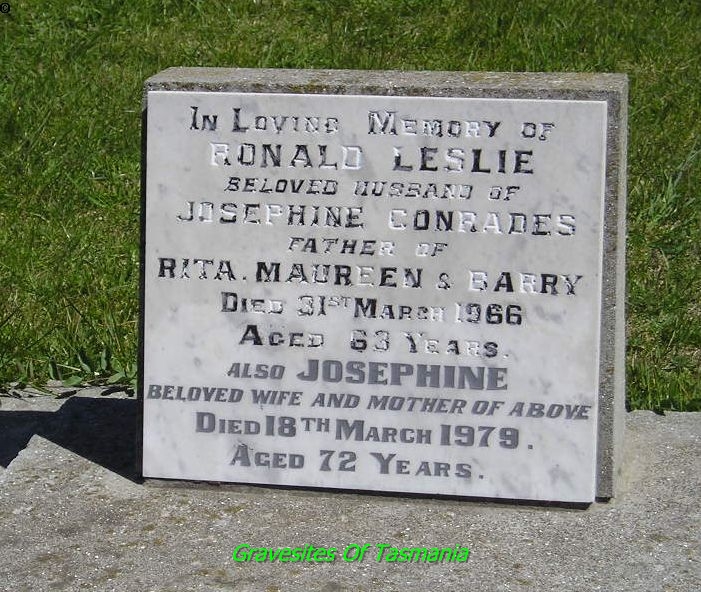 ©
IN LOVING MEMORY OF
RONALD LESLIE
BELOVED HUSBAND OF
JOSEPHINE CONRADES
FATHER OF
RITA. MAUREEN & BARRY
DIED 31ST MARCH 1966
AGED 63 YEARS.
ALSO JOSEPHINE
BELOVED WIFE AND MOTHER OF ABOVE
DIED 18TH MARCH 1979.
AGED 72 YEARS.
Gravesites Of Tasmania